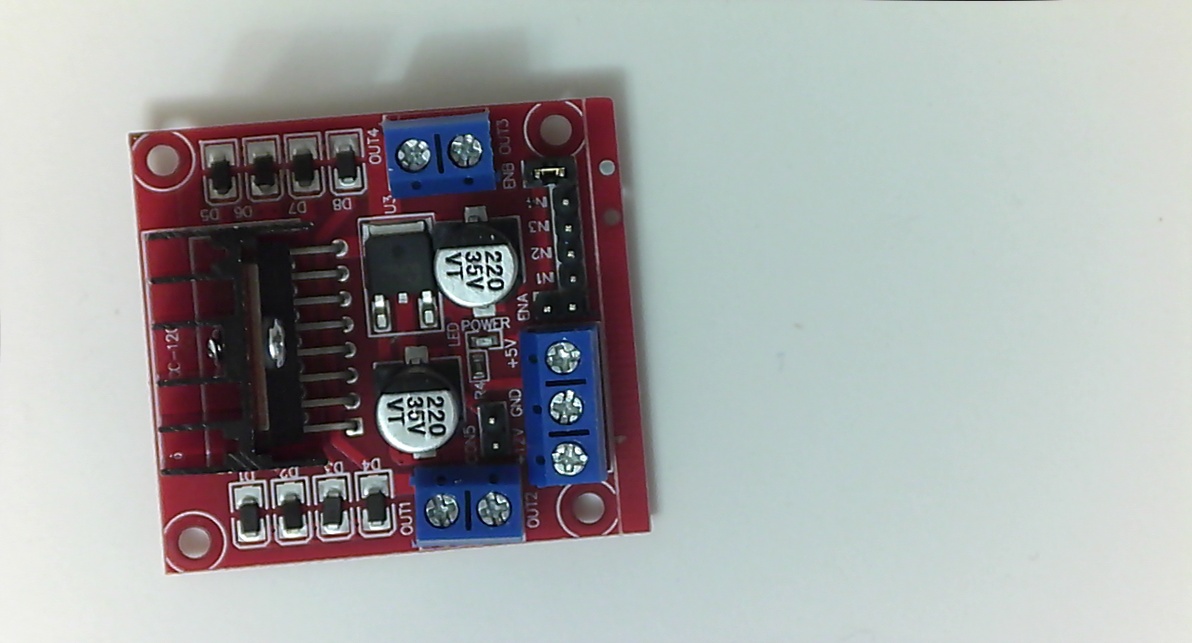 OUT4
OUT3
D5
D6
D7
D8
U3
ENB
IN4
IN3
IN2
IN1
ENA
220
35V
VT
LED
POWER
+5V
R4
GND
+12V
220
35V
VT
D1
D2
D3
D4
OUT1
OUT2